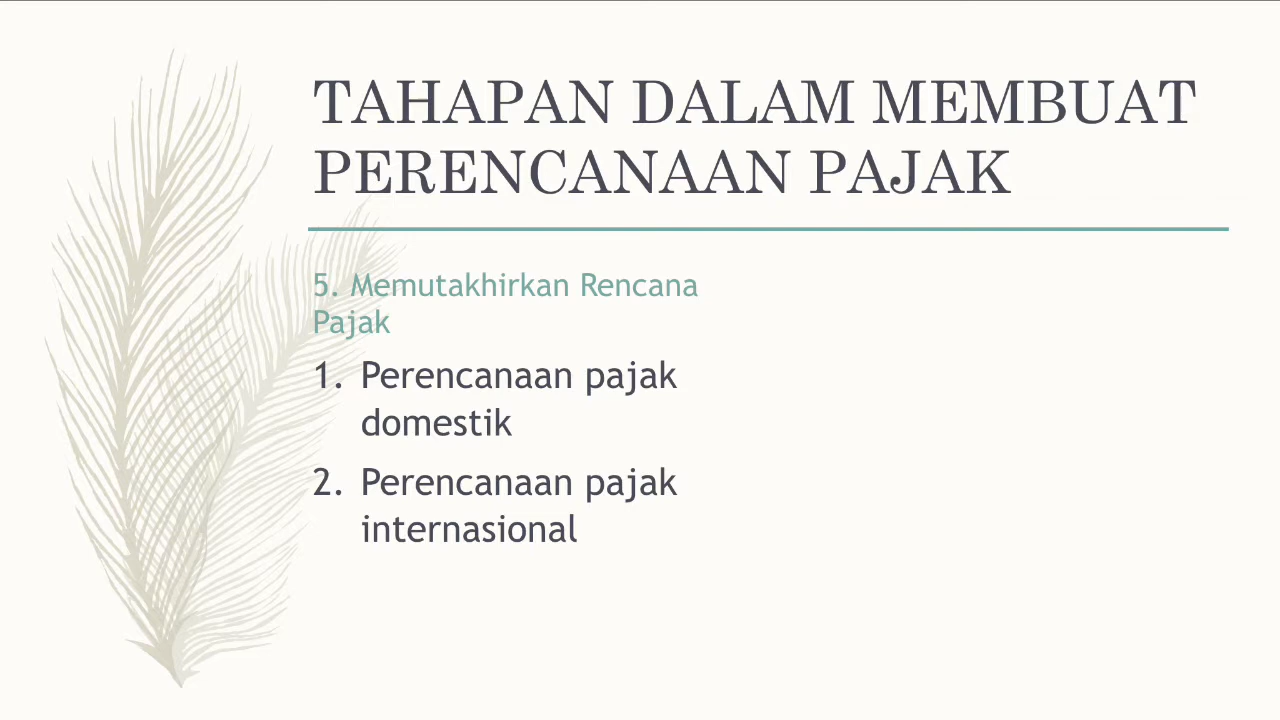 TAHAPAN DALAM MEMBUAT
PERENCANAAN PAJAK
5. Memutakhirkan Rencana
Pajak
1. Perencanaan pajak
domestik
2. Perencanaan pajak
internasional